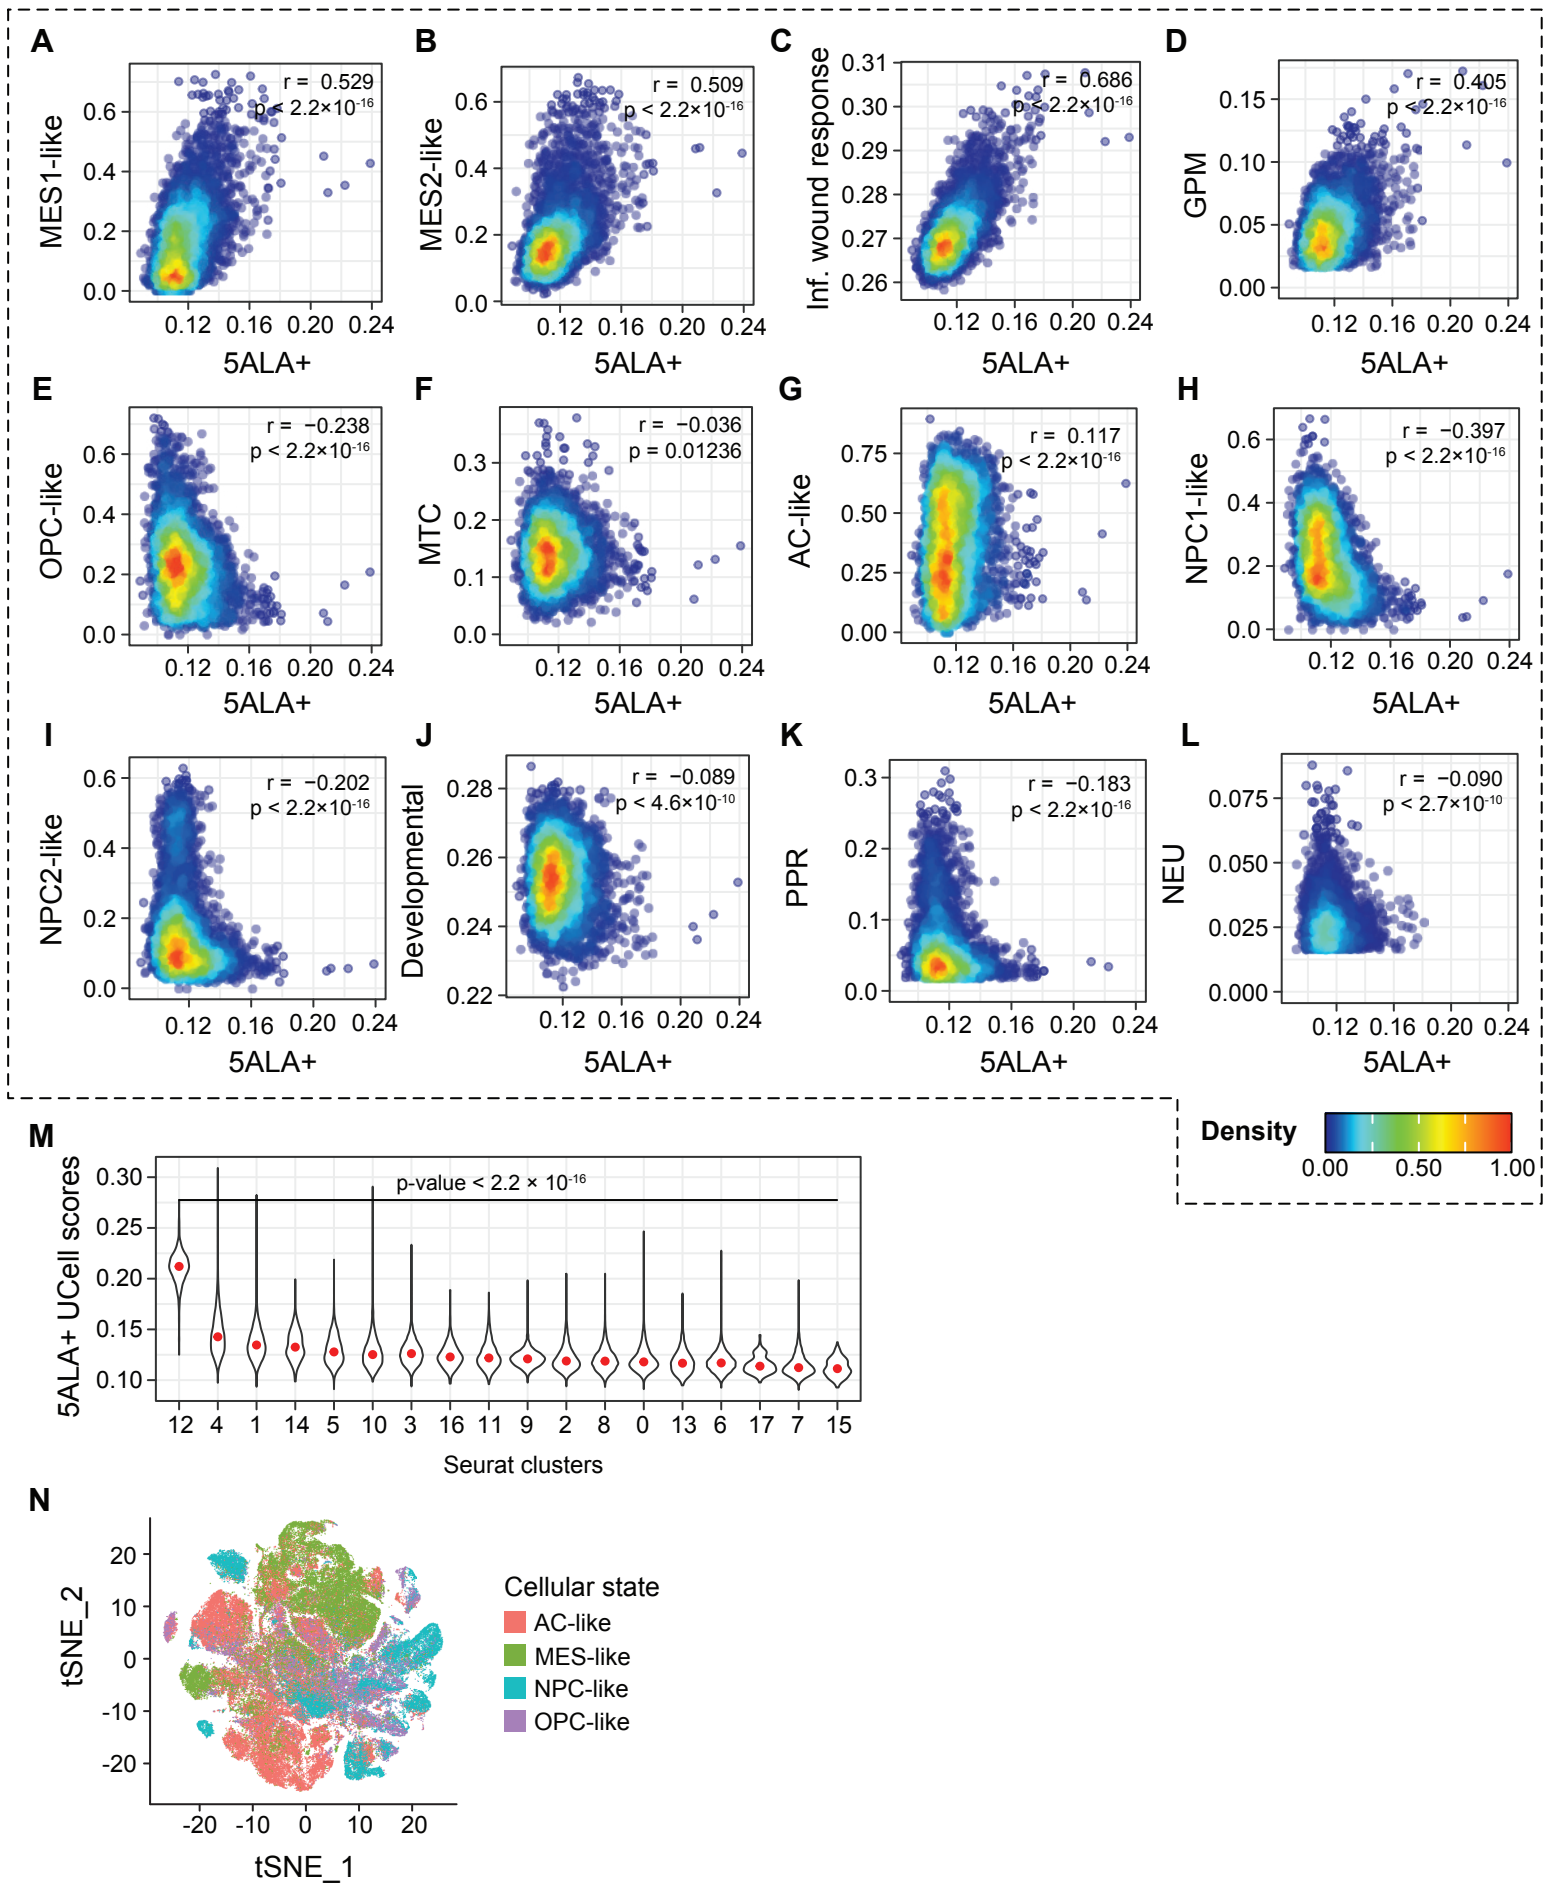 A
B
C
D
MES1-like
0.6
0.4
0.2
0.0
r = 0.529
p < 2.2×10-16
0.12 0.16 0.20 0.24
5ALA+
MES2-like
0.6
0.4
0.2
0.0
r = 0.509
p < 2.2×10-16
0.12 0.16 0.20 0.24
5ALA+
Inf. wound response
0.31
0.30
0.29
0.28
0.27
0.26
r = 0.686
p < 2.2×10-16
0.12 0.16 0.20 0.24
5ALA+
GPM
0.15
0.10
0.05
0.00
r = 0.405
p < 2.2×10-16
0.12 0.16 0.20 0.24
5ALA+
E
F
G
H
OPC-like
0.6
0.4
0.2
0.0
r = −0.238
p < 2.2×10-16
0.12 0.16 0.20 0.24
5ALA+
MTC
0.3
0.2
0.1
0.0
r = −0.036
p = 0.01236
0.12 0.16 0.20 0.24
5ALA+
AC-like
0.75
0.50
0.25
0.00
r = 0.117
p < 2.2×10-16
0.12 0.16 0.20 0.24
5ALA+
NPC1-like
0.6
0.4
0.2
0.0
r = −0.397
p < 2.2×10-16
0.12 0.16 0.20 0.24
5ALA+
I
J
K
L
NPC2-like
0.6
0.4
0.2
0.0
r = −0.202
p < 2.2×10-16
0.12 0.16 0.20 0.24
5ALA+
Developmental
0.28
0.26
0.24
0.22
r = −0.089
p < 4.6×10-10
0.12 0.16 0.20 0.24
5ALA+
PPR
0.3
0.2
0.1
0.0
r = −0.183
p < 2.2×10-16
0.12 0.16 0.20 0.24
5ALA+
NEU
0.075
0.050
0.025
0.000
r = −0.090
p < 2.7×10-10
0.12 0.16 0.20 0.24
5ALA+
Density
0.00 0.50 1.00
M
5ALA+ UCell scores
0.30
0.25
0.20
0.15
0.10
p-value < 2.2 × 10-16
12 4 1 14 5 10 3 16 11 9 2 8 0 13 6 17 7 15
Seurat clusters
N
tSNE_2
20
10
0
-10
-20
-20 -10 0 10 20
tSNE_1
Cellular state
AC-like
MES-like
NPC-like
OPC-like